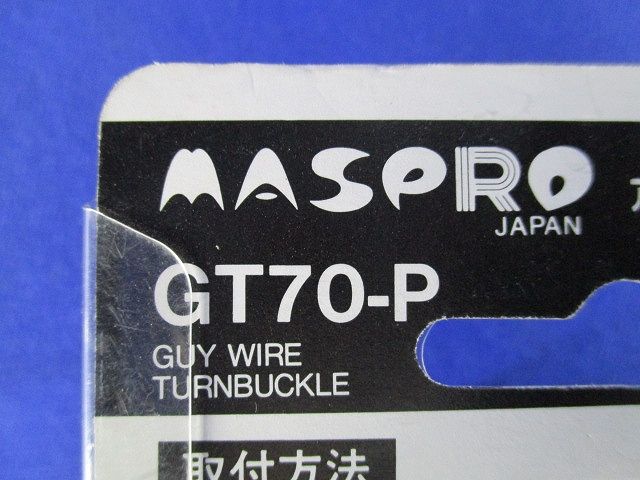 MASPRO
JAPAN
GT70-P
GUY WIRE
TURNBUCKLE
取付方法